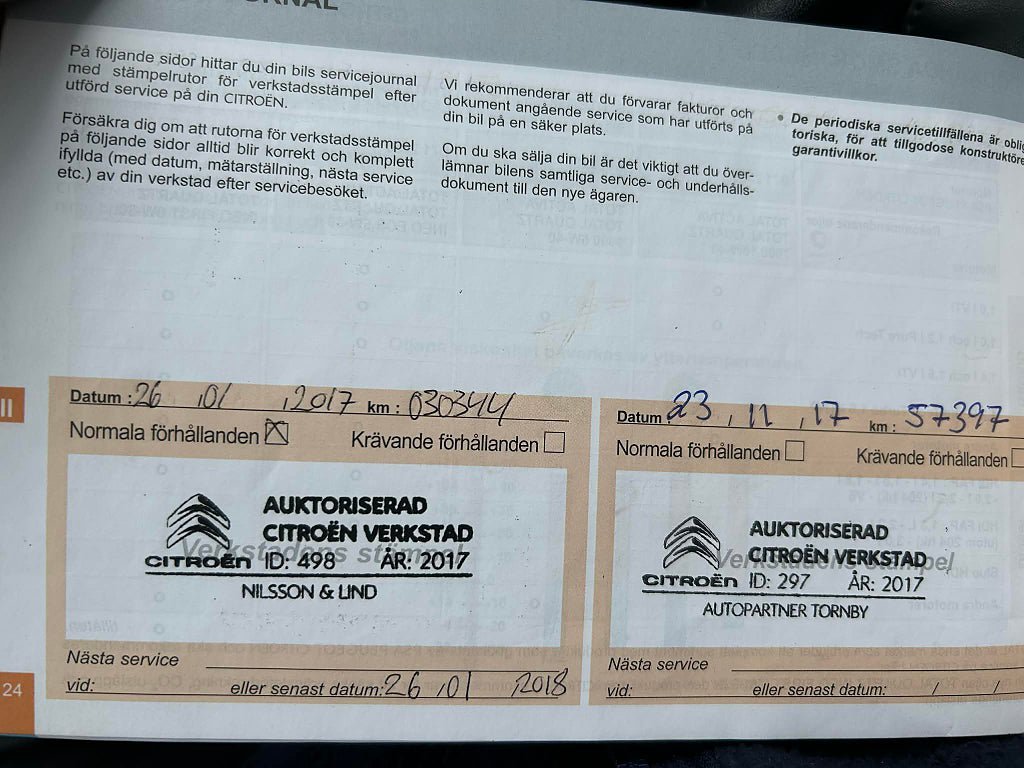 På följande sidor hittar du din bils servicejournal
med stämpelrutor för verkstadsstämpel efter
utförd service på din CITROËN.
Försäkra dig om att rutorna för verkstadsstämpel
på följande sidor alltid blir korrekt och komplett
ifyllda (med datum, mätarställning, nästa service
etc.) av din verkstad efter servicebesöket.
Vi rekommenderar att du förvarar fakturor och
dokument angående service som har utförts på
din bil på en säker plats.
Om du ska sälja din bil är det viktigt att du över-
lämnar bilens samtliga service- och underhålls-
dokument till den nye ägaren.
• De periodiska servicetillfällena är oblig
toriska, för att tillgodose konstruktöre
garantivillkor.
II
Datum : 26 , 01 , 2017 km : 030344
Normala förhållanden Krävande förhållanden
Verkstadens stämpel
AUKTORISERAD
CITROËN VERKSTAD
CITROËN ID: 498 ÅR: 2017
NILSSON & LIND
Nästa service
vid: eller senast datum: 26 , 01 , 2018
Datum : 23 , 11 , 17 km : 57397
Normala förhållanden Krävande förhållanden
Verkstadens stämpel
AUKTORISERAD
CITROËN VERKSTAD
CITROËN ID: 297 ÅR: 2017
AUTOPARTNER TORNBY
Nästa service
vid: eller senast datum: / /
24